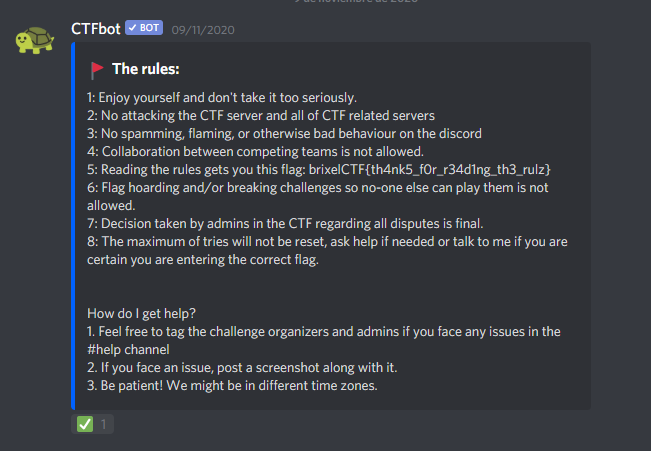 CTFbot ✓ BOT 09/11/2020
The rules:
1: Enjoy yourself and don't take it too seriously.
2: No attacking the CTF server and all of CTF related servers
3: No spamming, flaming, or otherwise bad behaviour on the discord
4: Collaboration between competing teams is not allowed.
5: Reading the rules gets you this flag: brixelCTF{th4nk5_f0r_r34d1ng_th3_rulz}
6: Flag hoarding and/or breaking challenges so no-one else can play them is not
allowed.
7: Decision taken by admins in the CTF regarding all disputes is final.
8: The maximum of tries will not be reset, ask help if needed or talk to me if you are
certain you are entering the correct flag.
How do I get help?
1. Feel free to tag the challenge organizers and admins if you face any issues in the
#help channel
2. If you face an issue, post a screenshot along with it.
3. Be patient! We might be in different time zones.
1